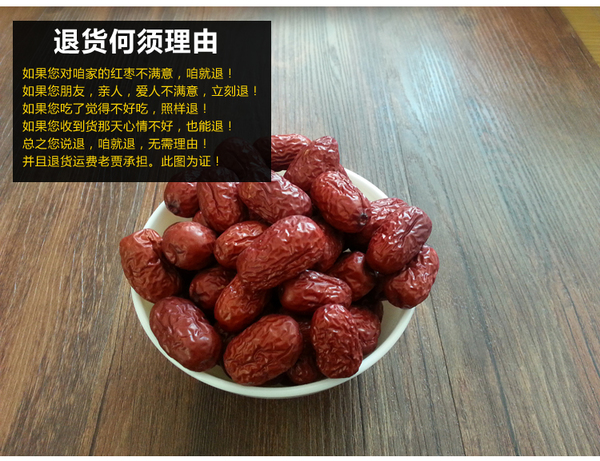 退货何须理由
如果您对咱家的红枣不满意，咱就退！
如果您朋友，亲人，爱人不满意，立刻退！
如果您吃了觉得不好吃，照样退！
如果您收到货那天心情不好，也能退！
总之您说退，咱就退，无需理由！
并且退货运费老贾承担。此图为证！